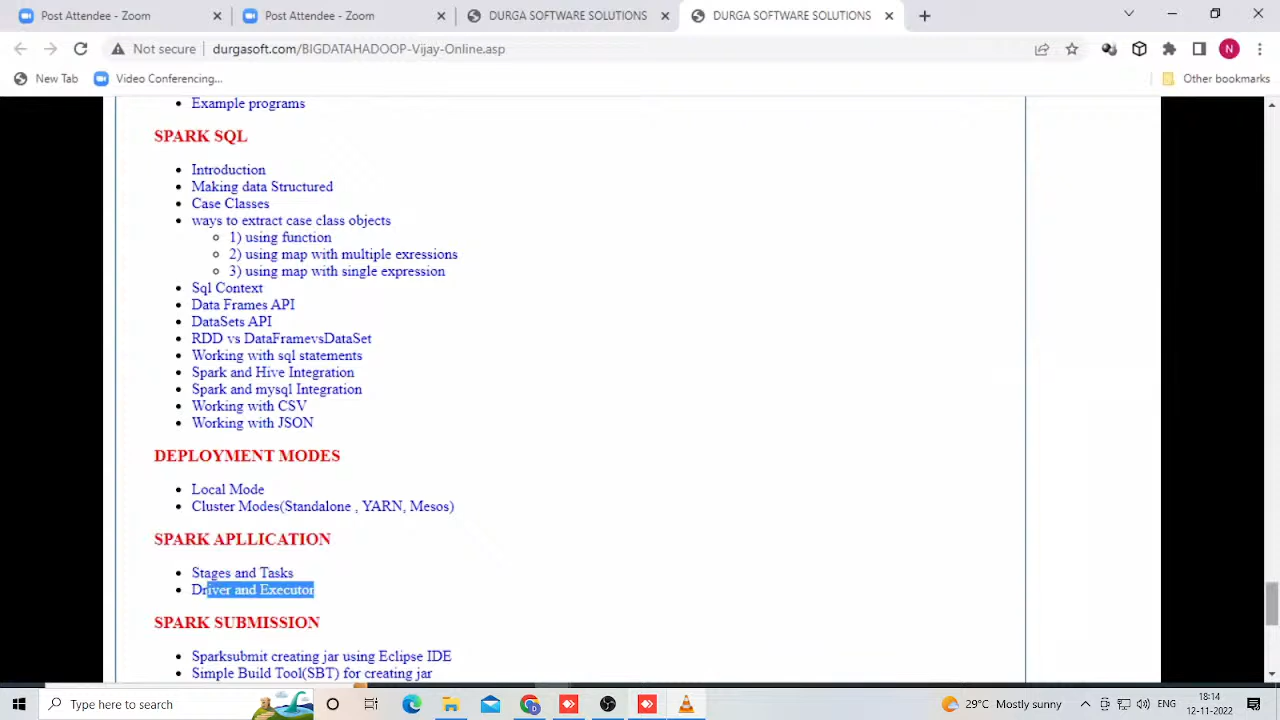 Post Attendee - Zoom
Post Attendee - Zoom
DURGA SOFTWARE SOLUTIONS
DURGA SOFTWARE SOLUTIONS
Not secure
durgasoft.com/BIGDATAHADOOP-Vijay-Online.asp
N
New Tab
Video Conferencing...
Other bookmarks
Example programs
SPARK SQL
Introduction
Making data Structured
Case Classes
ways to extract case class objects
1) using function
2) using map with multiple exressions
3) using map with single expression
Sql Context
Data Frames API
DataSets API
RDD vs DataFramevsDataSet
Working with sql statements
Spark and Hive Integration
Spark and mysql Integration
Working with CSV
Working with JSON
DEPLOYMENT MODES
Local Mode
Cluster Modes(Standalone , YARN, Mesos)
SPARK APLLICATION
Stages and Tasks
Driver and Executor
SPARK SUBMISSION
Sparksubmit creating jar using Eclipse IDE
Simple Build Tool(SBT) for creating jar
Type here to search
29°C Mostly sunny
ENG
18:14
12-11-2022